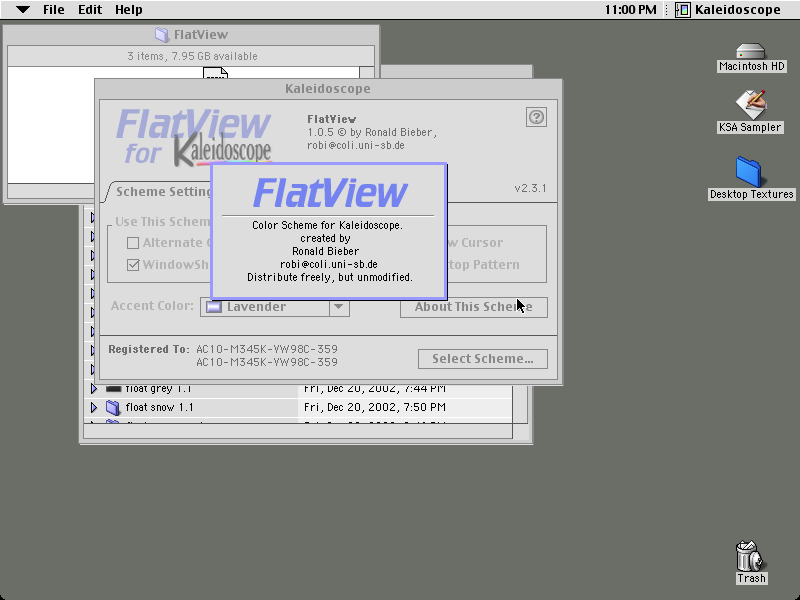 File Edit Help
11:00 PM
Kaleidoscope
FlatView
3 items, 7.95 GB available
Kaleidoscope
FlatView
for Kaleidoscope
FlatView
1.0.5 © by Ronald Bieber,
robi@coli.uni-sb.de
?
Scheme Setting
v2.3.1
Use This Schem
Alternate
WindowSh
w Cursor
top Pattern
Accent Color:
Lavender
About This Scheme
FlatView
Color Scheme for Kaleidoscope.
created by
Ronald Bieber
robi@coli.uni-sb.de
Distribute freely, but unmodified.
Registered To:
AC10-M345K-VW98C-359
AC10-M345K-VW98C-359
Select Scheme...
float grey 1.1
Fri, Dec 20, 2002, 7:44 PM
float snow 1.1
Fri, Dec 20, 2002, 7:50 PM
Macintosh HD
KSA Sampler
Desktop Textures
Trash